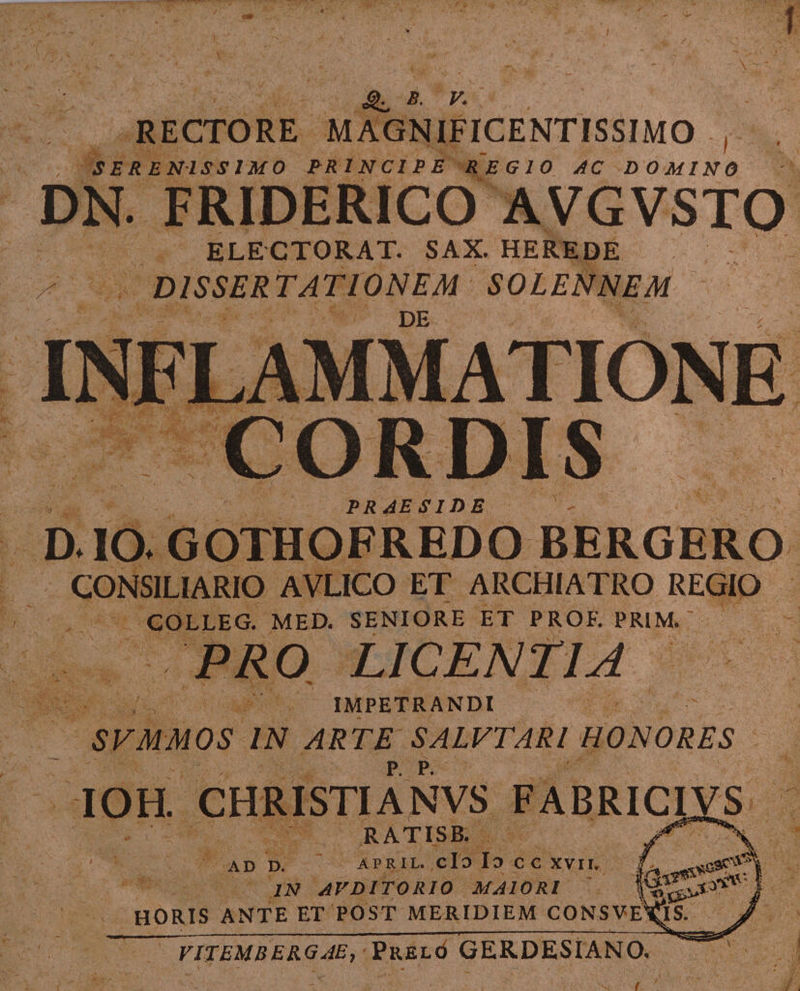 1
Q. B. V.
RECTORE MAGNIFICENTISSIMO,
SERENISSIMO PRINCIPE REGIO AC DOMINO
DN. FRIDERICO AVGVSTO
ELECTORAT. SAX. HEREDE
DISSERTATIONEM SOLENNEM
DE
INFLAMMATIONE
CORDIS
PRAESIDE
D. IO. GOTHOFREDO BERGERO
CONSILIARIO AVLICO ET ARCHIATRO REGIO
COLLEG. MED. SENIORE ET PROF. PRIM.
PRO LICENTIA
IMPETRANDI
SVMMOS IN ARTE SALVTARI HONORES
P. P.
IOH. CHRISTIANVS FABRICIVS
RATISB.
AD D. APRIL. cIɔ Iɔ c c XVII.
IN AVDITORIO MAIORI
HORIS ANTE ET POST MERIDIEM CONSVETIS.
VITEMBERGAE, PRELO GERDESIANO.